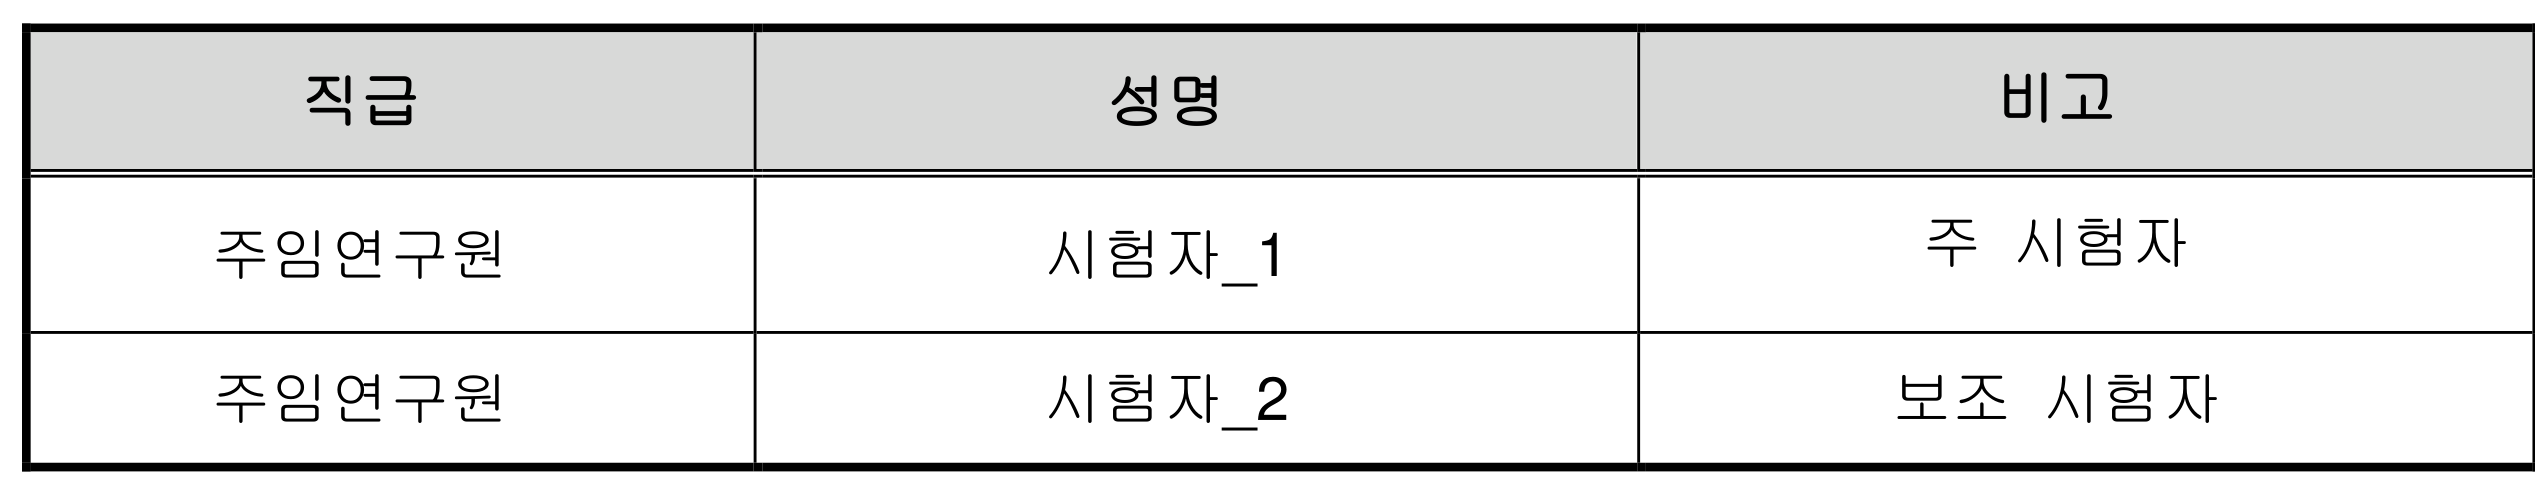 직급 성명 비고
주임연구원 시험자_1 주 시험자
주임연구원 시험자_2 보조 시험자